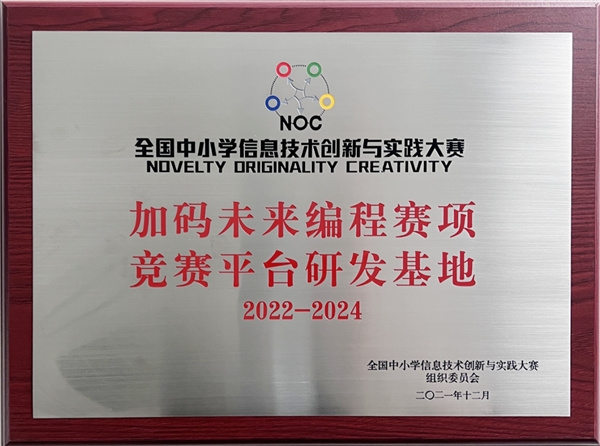 NOC
全国中小学信息技术创新与实践大赛
NOVELTY ORIGINALITY CREATIVITY
加码未来编程赛项
竞赛平台研发基地
2022-2024
全国中小学信息技术创新与实践大赛
组织委员会
二〇二一年十二月